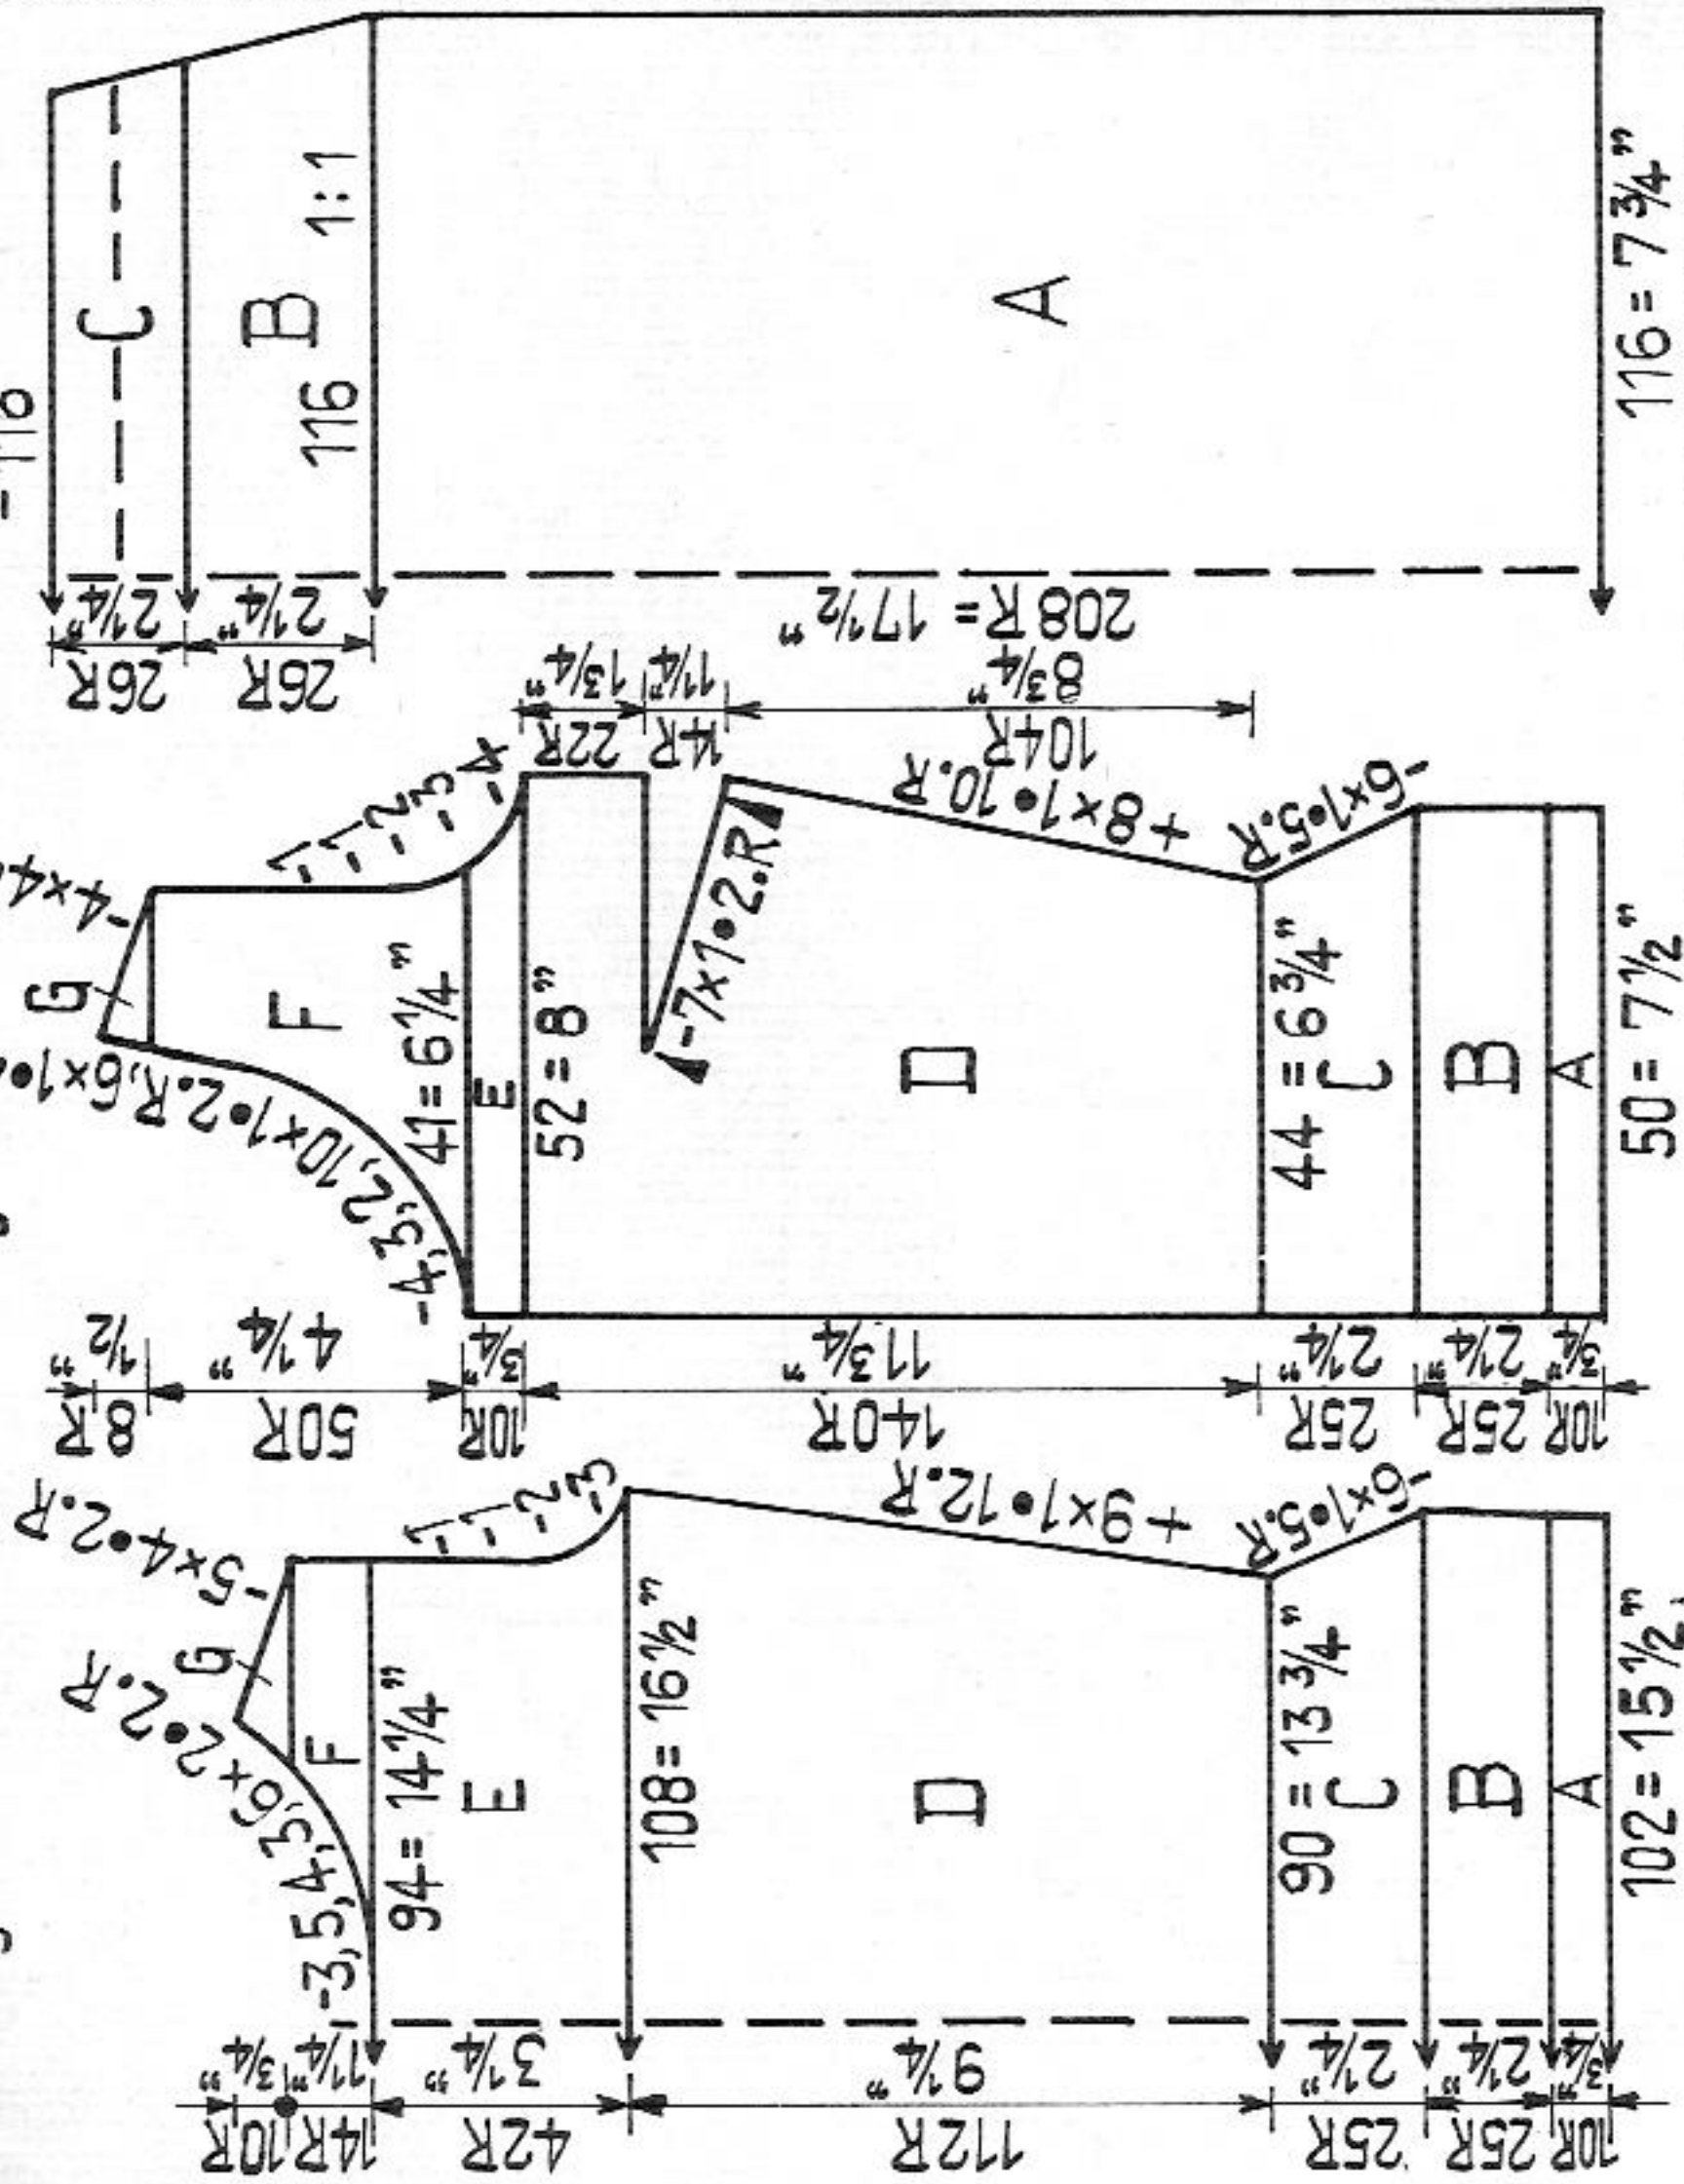 26R 2¼"
26R 2¼"
208R = 17½"
C
B
116 1:1
A
116 = 7¾"
8R ½"
50R 4¼"
10R ¾"
140R 11¾"
25R 2¼"
25R 2¼"
10R ¾"
G
F
-4,3,2,10×1•2.R,6×1•
-1
-1
-2
-3
-4
41 = 6¼"
E
52 = 8"
22R 1¾"
14R 1¼"
104R 8¾"
-7×1•2.R
D
+8×1•10.R
-6×1•5.R
44 = 6¾"
C
B
A
50 = 7½"
10R ¾"
14R 1¼"
42R 3¼"
112R 9¼"
25R 2¼"
25R 2¼"
10R ¾"
-5×4•2.R
G
-3,5,4,3,6×2•2.R
F
94 = 14¼"
-1
-1
-2
-3
E
108 = 16½"
D
+9×1•12.R
-6×1•5.R
90 = 13¾"
C
B
A
102 = 15½"